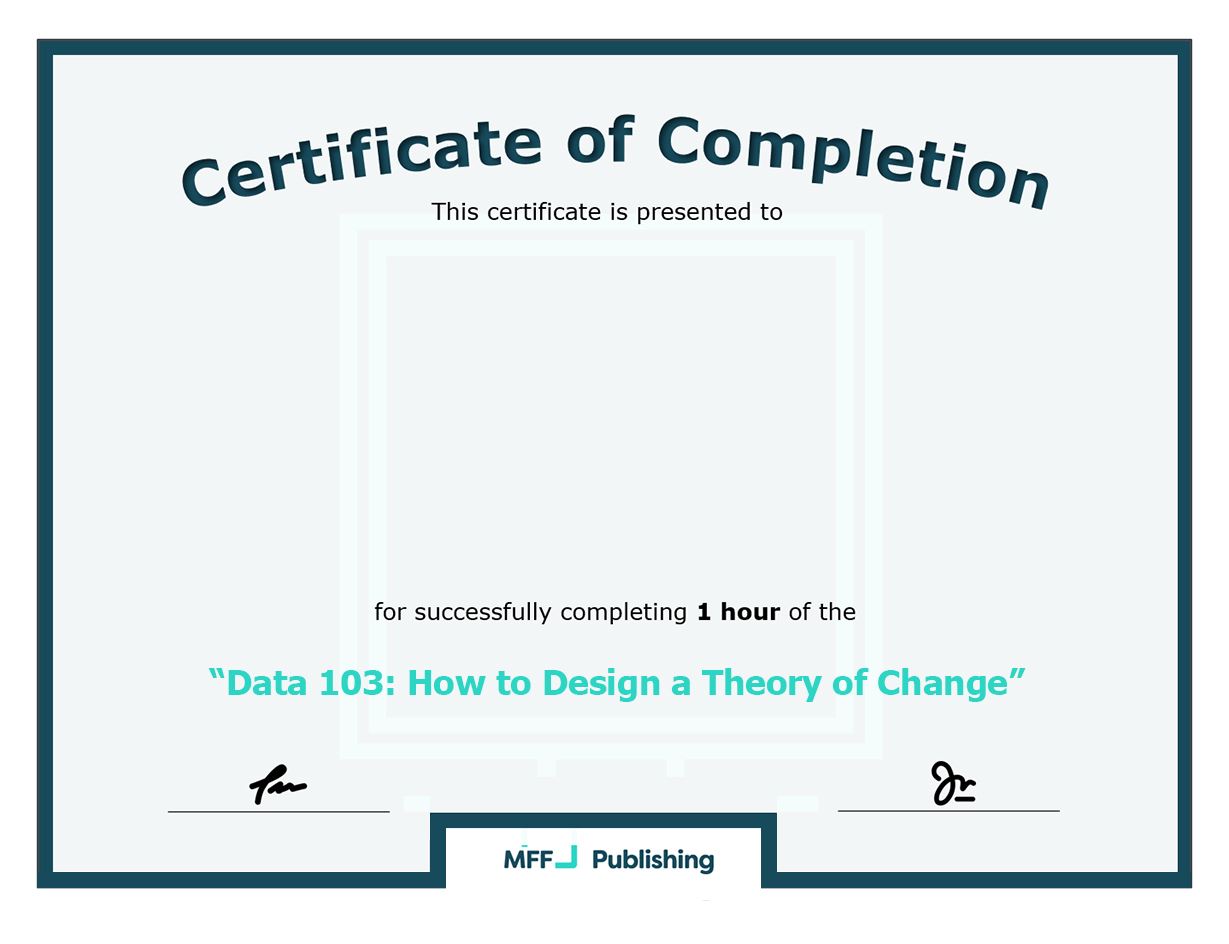 Certificate of Completion
This certificate is presented to
for successfully completing 1 hour of the
“Data 103: How to Design a Theory of Change”
MFF Publishing